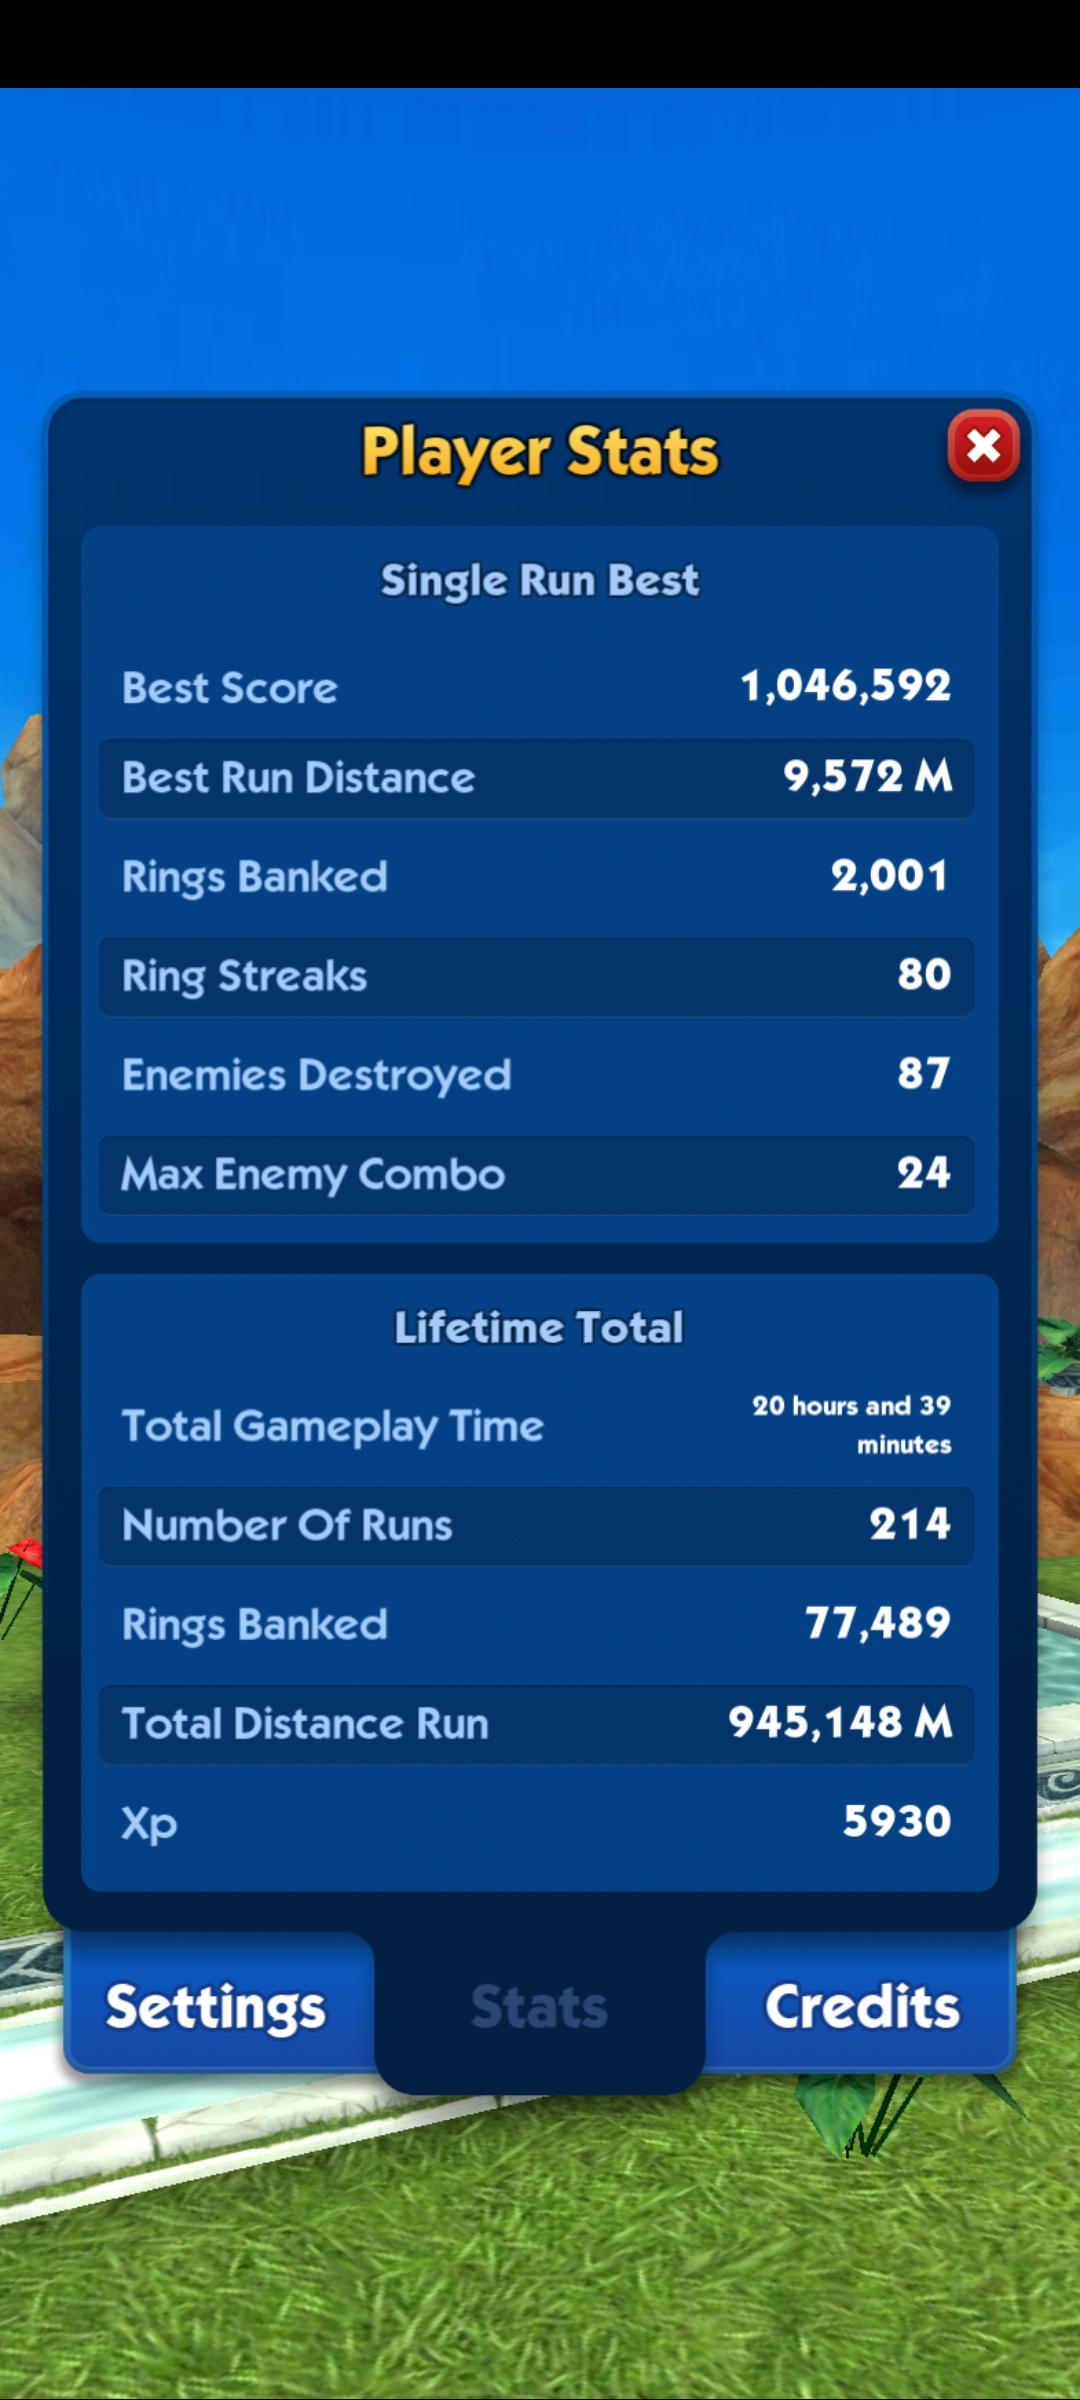 Player Stats
Single Run Best
Best Score 1,046,592
Best Run Distance 9,572 M
Rings Banked 2,001
Ring Streaks 80
Enemies Destroyed 87
Max Enemy Combo 24
Lifetime Total
Total Gameplay Time 20 hours and 39
minutes
Number Of Runs 214
Rings Banked 77,489
Total Distance Run 945,148 M
Xp 5930
Settings Stats Credits